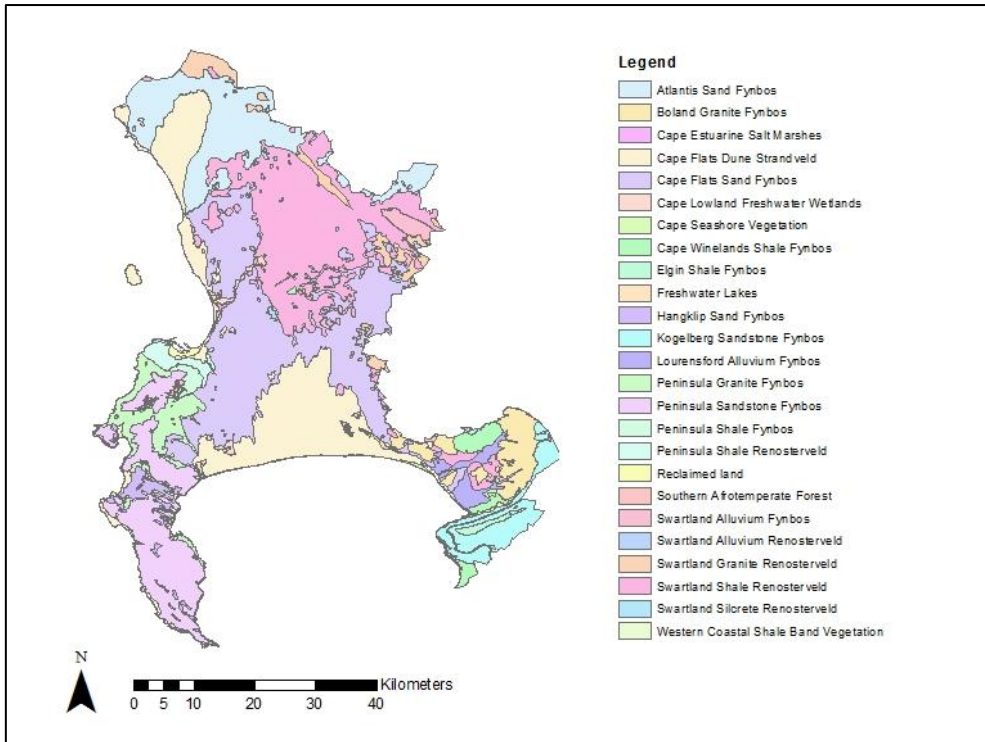 Legend
Atlantis Sand Fynbos
Boland Granite Fynbos
Cape Estuarine Salt Marshes
Cape Flats Dune Strandveld
Cape Flats Sand Fynbos
Cape Lowland Freshwater Wetlands
Cape Seashore Vegetation
Cape Winelands Shale Fynbos
Elgin Shale Fynbos
Freshwater Lakes
Hangklip Sand Fynbos
Kogelberg Sandstone Fynbos
Lourensford Alluvium Fynbos
Peninsula Granite Fynbos
Peninsula Sandstone Fynbos
Peninsula Shale Fynbos
Peninsula Shale Renosterveld
Reclaimed land
Southern Afrotemperate Forest
Swartland Alluvium Fynbos
Swartland Alluvium Renosterveld
Swartland Granite Renosterveld
Swartland Shale Renosterveld
Swartland Silcrete Renosterveld
Western Coastal Shale Band Vegetation
N
Kilometers
0 5 10 20 30 40